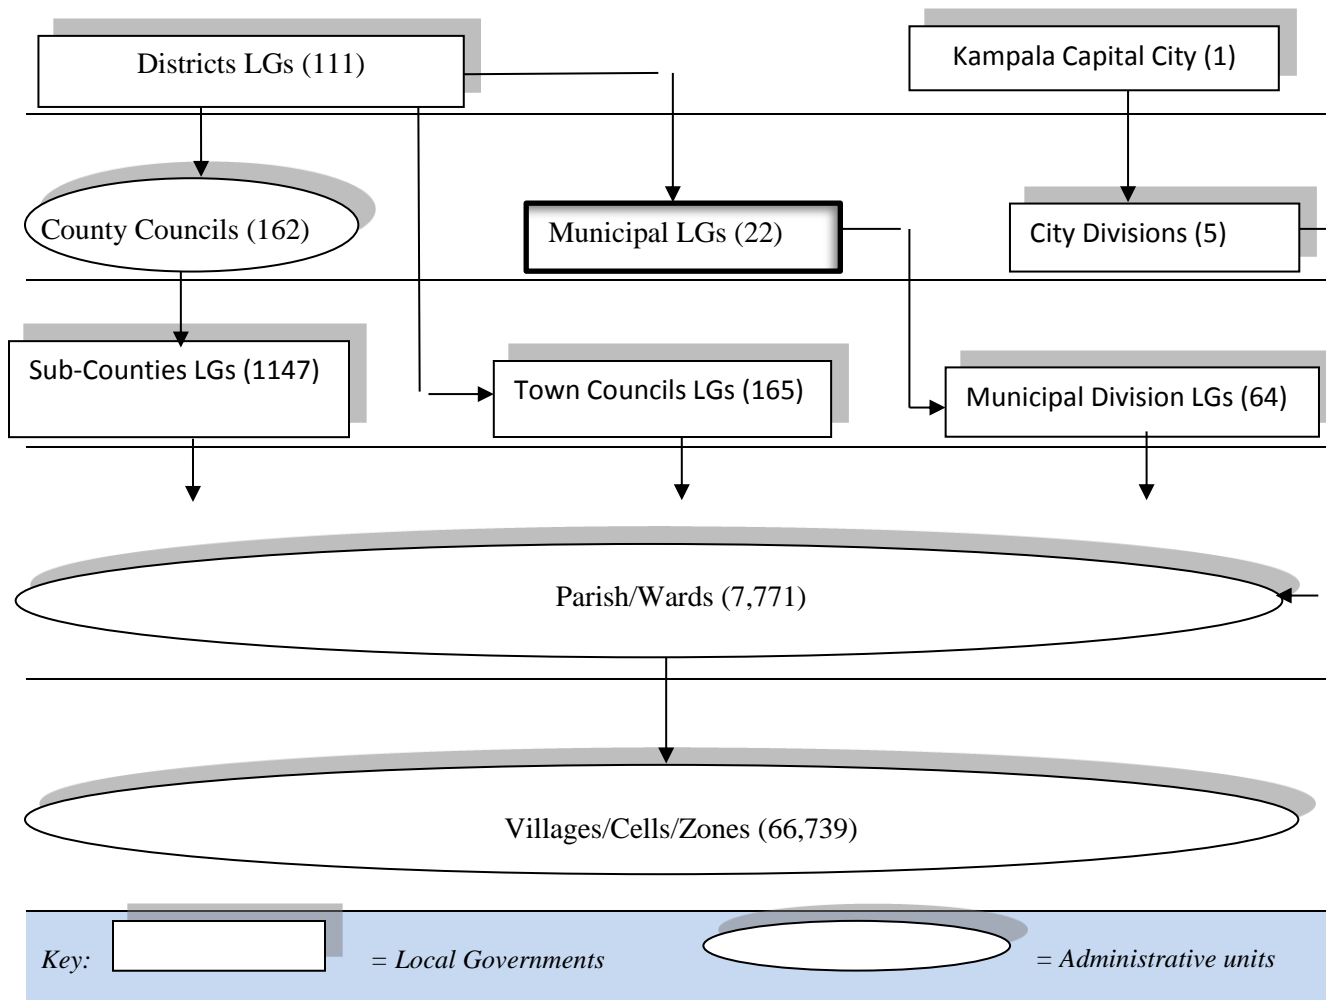 Districts LGs (111)
Kampala Capital City (1)
County Councils (162)
Municipal LGs (22)
City Divisions (5)
Sub-Counties LGs (1147)
Town Councils LGs (165)
Municipal Division LGs (64)
Parish/Wards (7,771)
Villages/Cells/Zones (66,739)
Key:
= Local Governments
= Administrative units